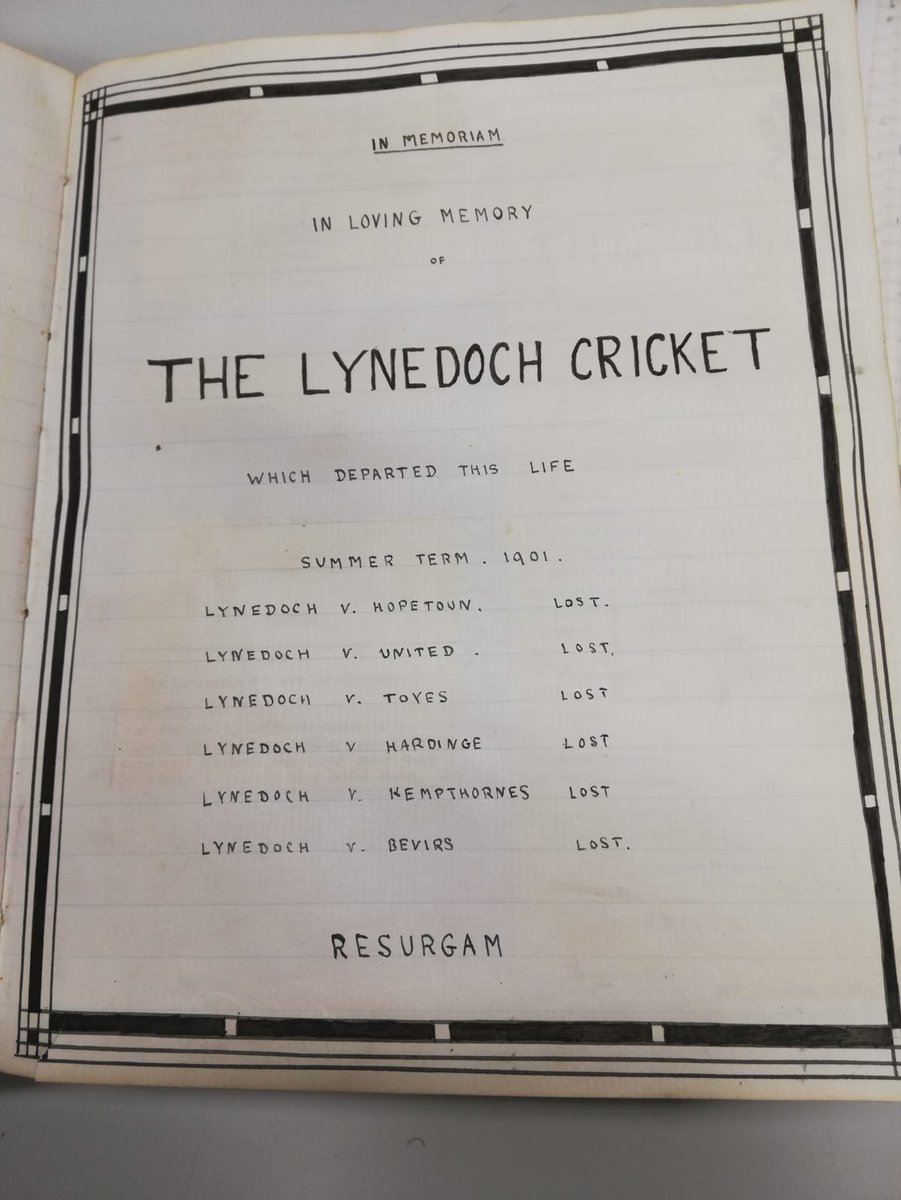 IN MEMORIAM
IN LOVING MEMORY
OF
THE LYNEDOCH CRICKET
WHICH DEPARTED THIS LIFE
SUMMER TERM . 1901 .
LYNEDOCH V. HOPETOUN. LOST.
LYNEDOCH V. UNITED . LOST.
LYNEDOCH V. TOYES LOST
LYNEDOCH V HARDINGE LOST
LYNEDOCH V. KEMPTHORNES LOST
LYNEDOCH V. BEVIRS LOST.
RESURGAM